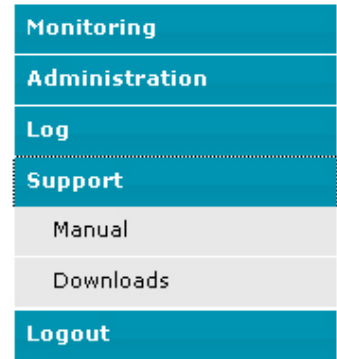 Monitoring
Administration
Log
Support
Manual
Downloads
Logout